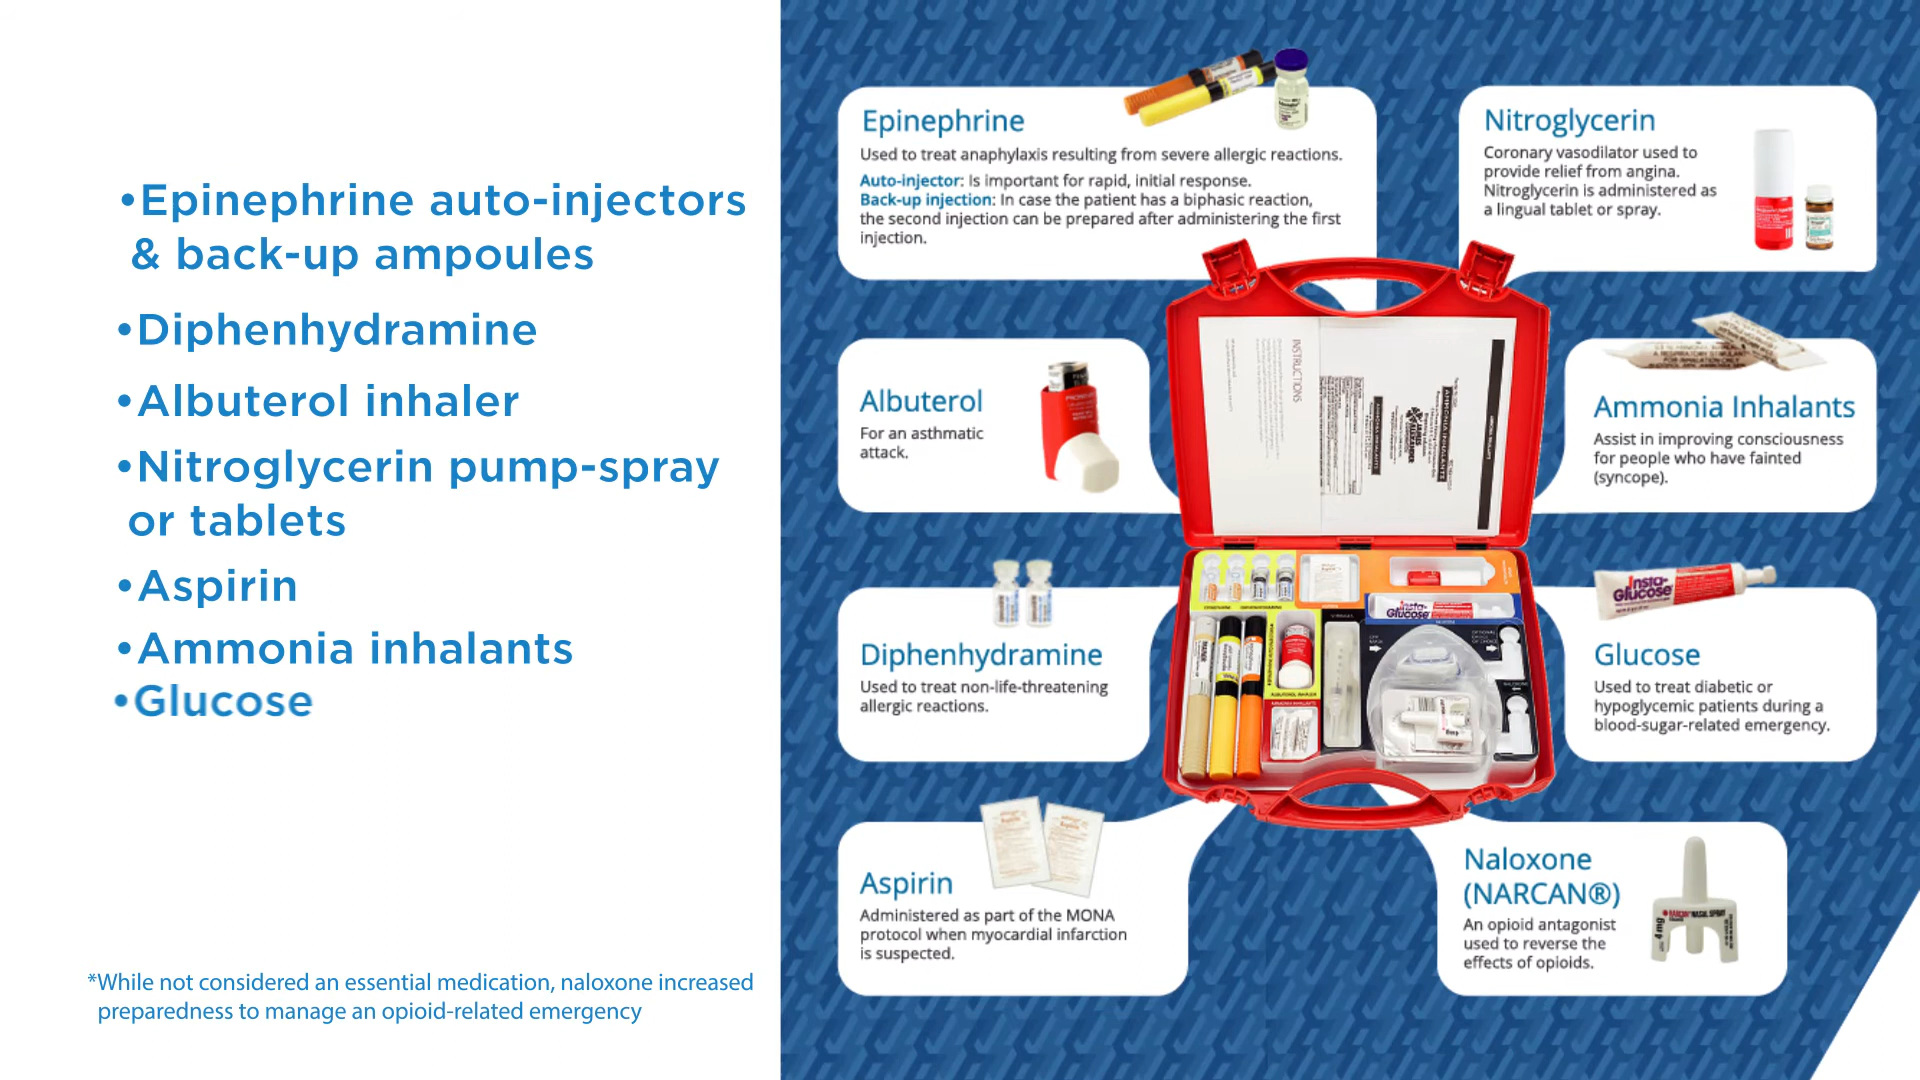 •Epinephrine auto-injectors
& back-up ampoules
•Diphenhydramine
•Albuterol inhaler
•Nitroglycerin pump-spray
or tablets
•Aspirin
•Ammonia inhalants
•Glucose
*While not considered an essential medication, naloxone increased
preparedness to manage an opioid-related emergency
Epinephrine
Used to treat anaphylaxis resulting from severe allergic reactions.
Auto-injector: Is important for rapid, initial response.
Back-up injection: In case the patient has a biphasic reaction,
the second injection can be prepared after administering the first
injection.
Nitroglycerin
Coronary vasodilator used to
provide relief from angina.
Nitroglycerin is administered as
a lingual tablet or spray.
Albuterol
For an asthmatic
attack.
Ammonia Inhalants
Assist in improving consciousness
for people who have fainted
(syncope).
INSTRUCTIONS
AMMONIA INHALANTS
Diphenhydramine
Used to treat non-life-threatening
allergic reactions.
Insta-
Glucose
Glucose
Used to treat diabetic or
hypoglycemic patients during a
blood-sugar-related emergency.
Insta-
Glucose
Aspirin
Administered as part of the MONA
protocol when myocardial infarction
is suspected.
Naloxone
(NARCAN®)
An opioid antagonist
used to reverse the
effects of opioids.
NARCAN NASAL SPRAY
4 mg